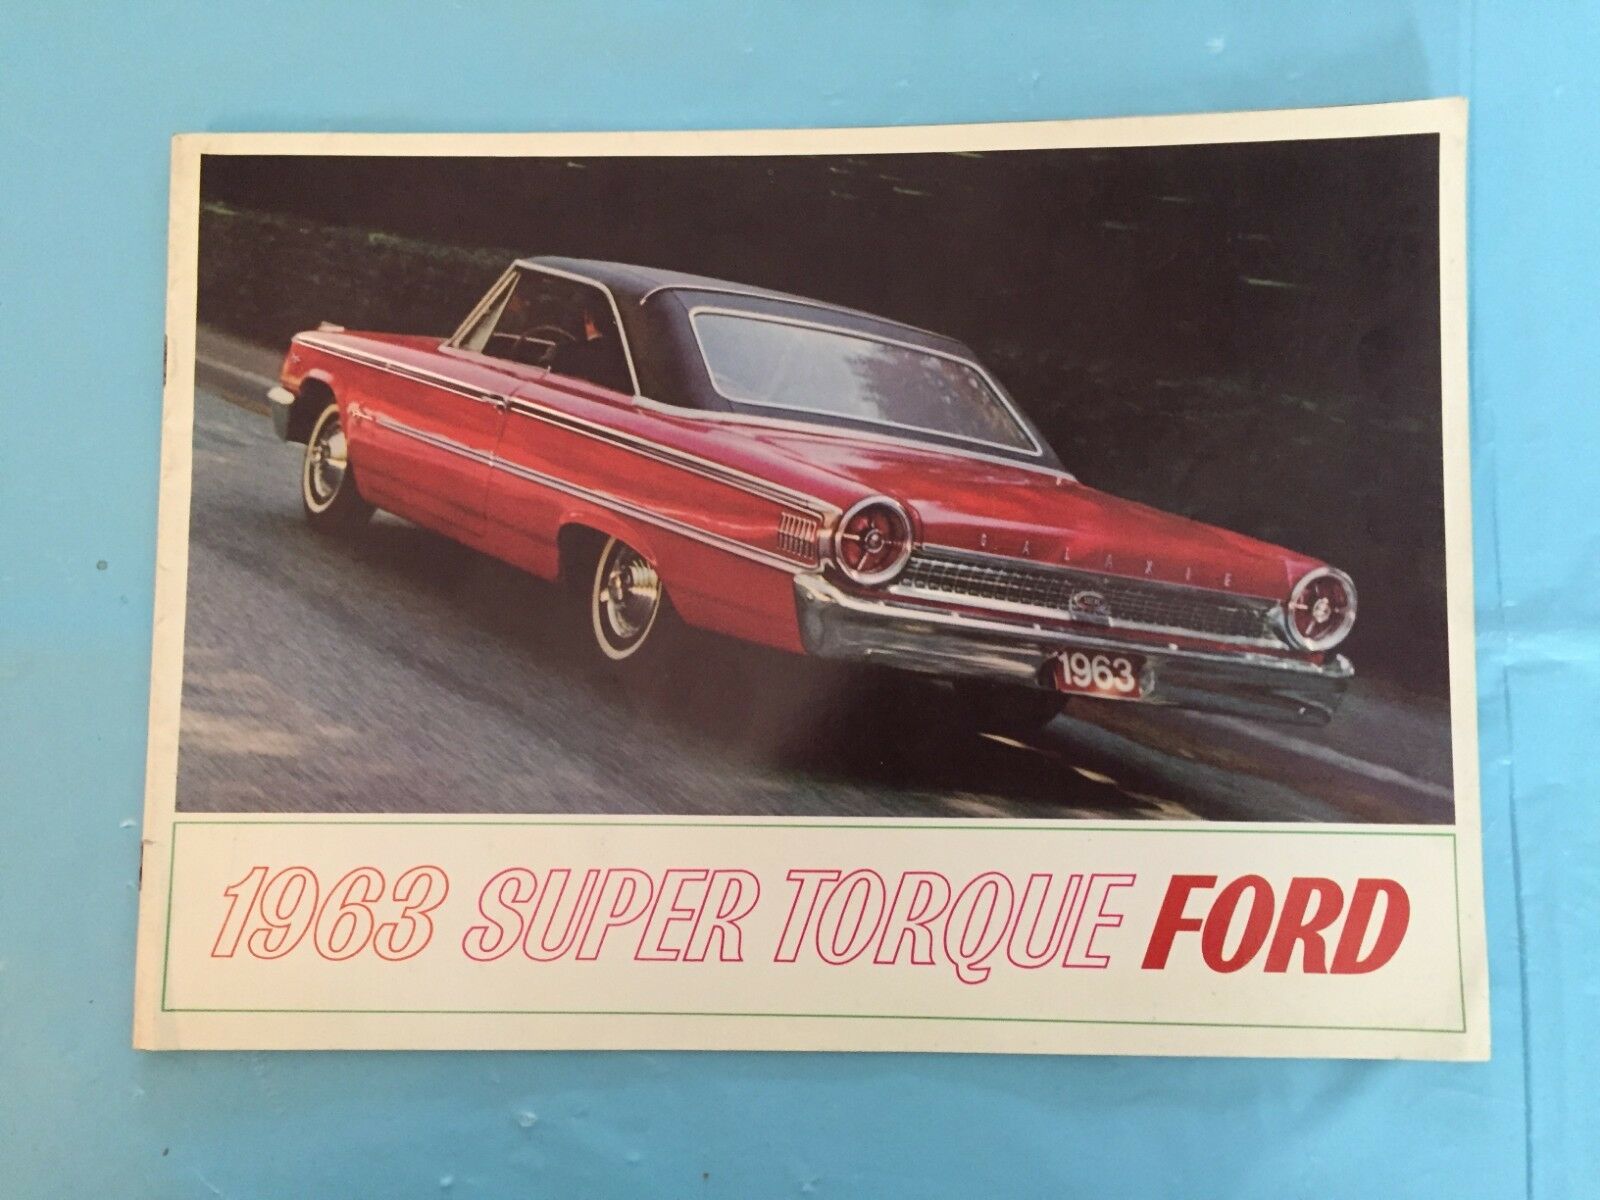 GALAXIE
1963
1963 SUPER TORQUE FORD